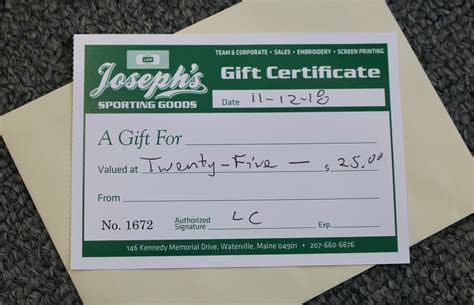 TEAM & CORPORATE • SALES • EMBROIDERY • SCREEN PRINTING
Joseph's
SPORTING GOODS
Gift Certificate
Date 11-12-18
A Gift For
Valued at Twenty-Five — $ 25.00
From
No. 1672 Authorized Signature LC Exp.
146 Kennedy Memorial Drive, Waterville, Maine 04901 • 207-660-6676